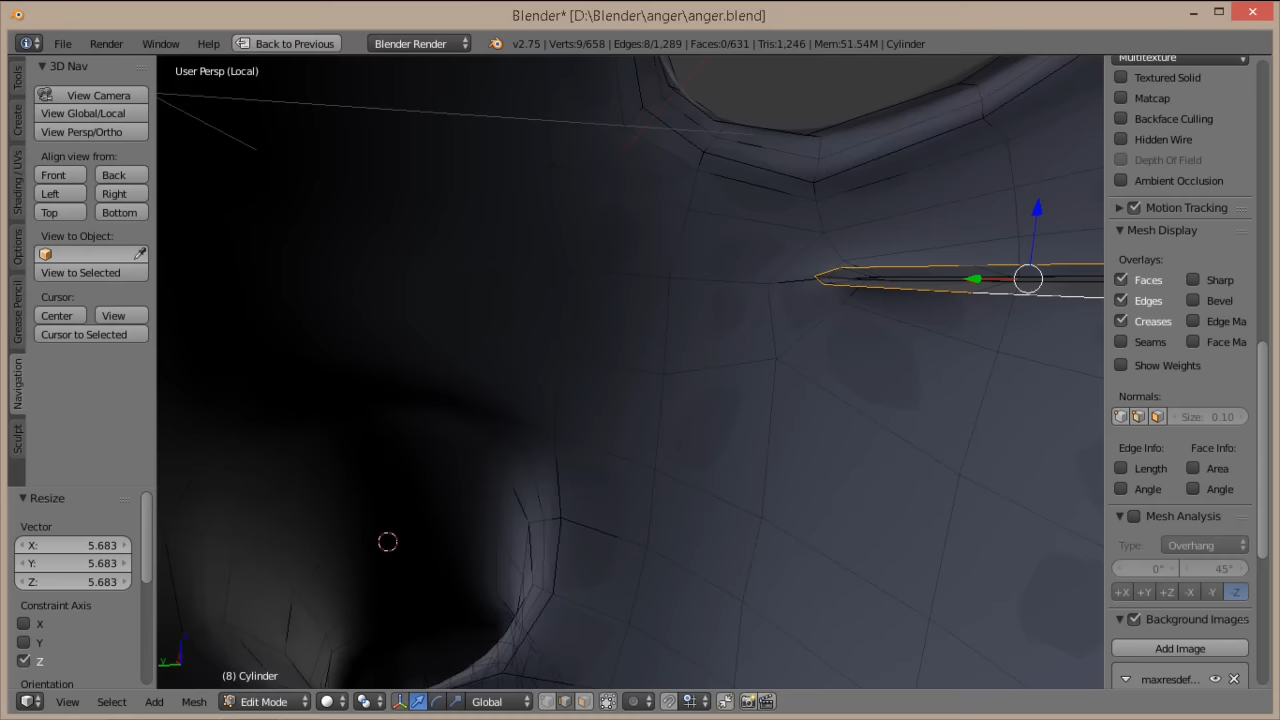 Blender* [D:\Blender\anger\anger.blend]
File Render Window Help Back to Previous Blender Render v2.75 | Verts:9/658 | Edges:8/1,289 | Faces:0/631 | Tris:1,246 | Mem:51.54M | Cylinder
Tools
Create
Shading / UVs
Options
Grease Pencil
Navigation
Sculpt
3D Nav
View Camera
View Global/Local
View Persp/Ortho
Align view from:
Front Back
Left Right
Top Bottom
View to Object:
View to Selected
Cursor:
Center View
Cursor to Selected
Resize
Vector
X: 5.683
Y: 5.683
Z: 5.683
Constraint Axis
X
Y
Z
Orientation
User Persp (Local)
(8) Cylinder
Multitexture
Textured Solid
Matcap
Backface Culling
Hidden Wire
Depth Of Field
Ambient Occlusion
Motion Tracking
Mesh Display
Overlays:
Faces Sharp
Edges Bevel
Creases Edge Ma
Seams Face Ma
Show Weights
Normals:
Size: 0.10
Edge Info: Face Info:
Length Area
Angle Angle
Mesh Analysis
Type: Overhang
0° 45°
+X +Y +Z -X -Y -Z
Background Images
Add Image
maxresdef...
View Select Add Mesh Edit Mode Global
y